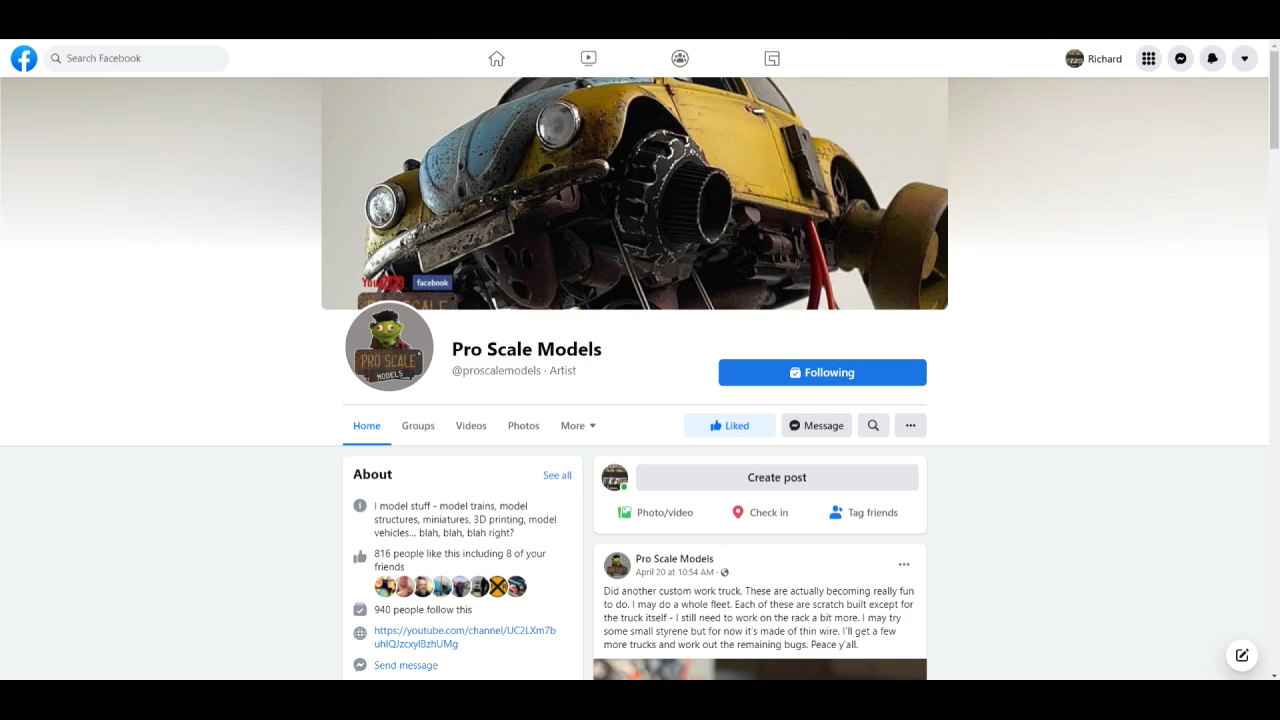 Search Facebook
Richard
facebook
PRO SCALE
MODELS
Pro Scale Models
@proscalemodels · Artist
Following
Home
Groups
Videos
Photos
More
Liked
Message
About
See all
I model stuff - model trains, model
structures, miniatures, 3D printing, model
vehicles... blah, blah, blah right?
816 people like this including 8 of your
friends
940 people follow this
https://youtube.com/channel/UC2LXm7b
uhlQJzcxylBzhUMg
Send message
Create post
Photo/video
Check in
Tag friends
Pro Scale Models
April 20 at 10:54 AM ·
Did another custom work truck. These are actually becoming really fun
to do. I may do a whole fleet. Each of these are scratch built except for
the truck itself - I still need to work on the rack a bit more. I may try
some small styrene but for now it's made of thin wire. I'll get a few
more trucks and work out the remaining bugs. Peace y'all.